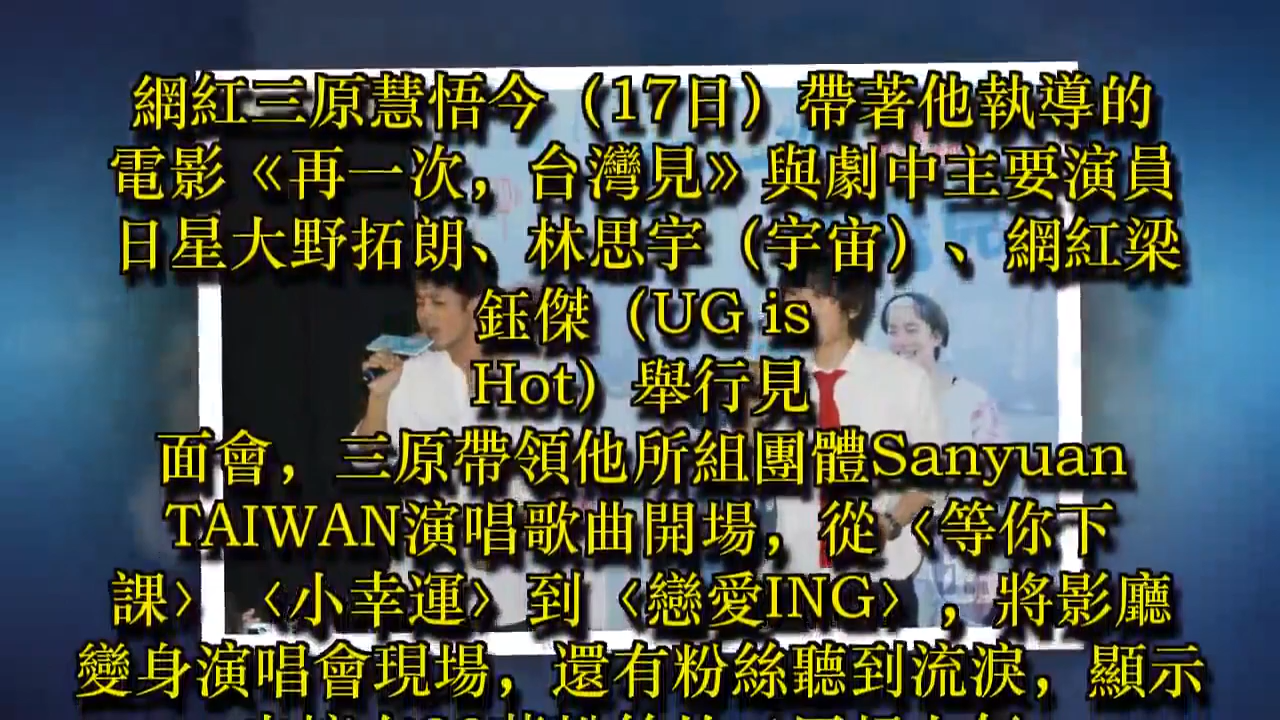 網紅三原慧悟今（17日）帶著他執導的
電影《再一次，台灣見》與劇中主要演員
日星大野拓朗、林思宇（宇宙）、網紅梁
鈺傑（UG is
Hot）舉行見
面會，三原帶領他所組團體Sanyuan
TAIWAN演唱歌曲開場，從〈等你下
課〉〈小幸運〉到〈戀愛ING〉，將影廳
變身演唱會現場，還有粉絲聽到流淚，顯示